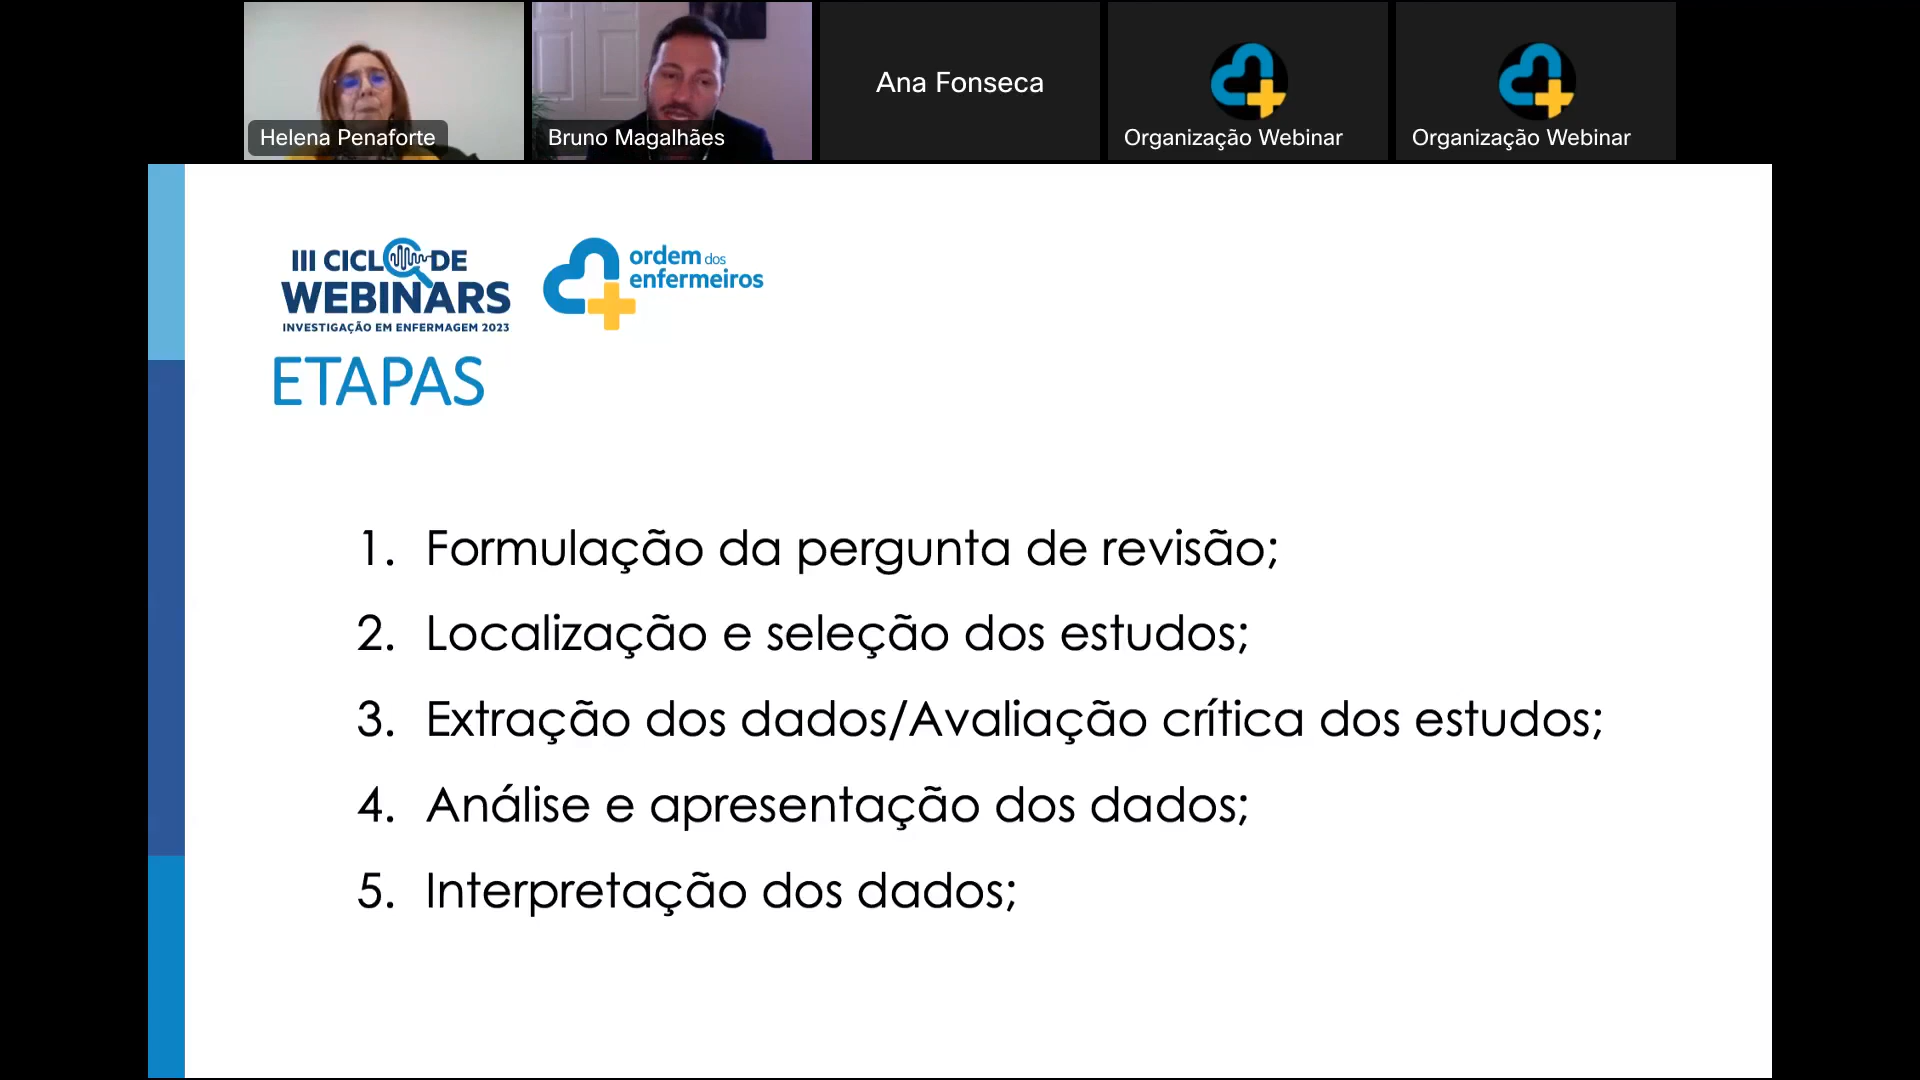 Helena Penaforte
Bruno Magalhães
Ana Fonseca
Organização Webinar
Organização Webinar
III CICLO DE
WEBINARS
INVESTIGAÇÃO EM ENFERMAGEM 2023
ordem dos
enfermeiros
ETAPAS
1. Formulação da pergunta de revisão;
2. Localização e seleção dos estudos;
3. Extração dos dados/Avaliação crítica dos estudos;
4. Análise e apresentação dos dados;
5. Interpretação dos dados;